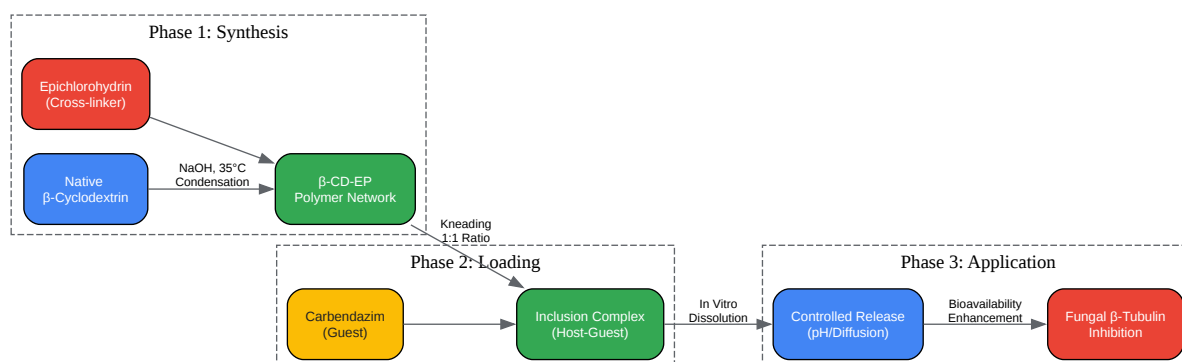 Phase 1: Synthesis
Epichlorohydrin
(Cross-linker)
Native
β-Cyclodextrin
NaOH, 35°C
Condensation
β-CD-EP
Polymer Network
Kneading
1:1 Ratio
Phase 2: Loading
Carbendazim
(Guest)
Inclusion Complex
(Host-Guest)
In Vitro
Dissolution
Phase 3: Application
Controlled Release
(pH/Diffusion)
Bioavailability
Enhancement
Fungal β-Tubulin
Inhibition